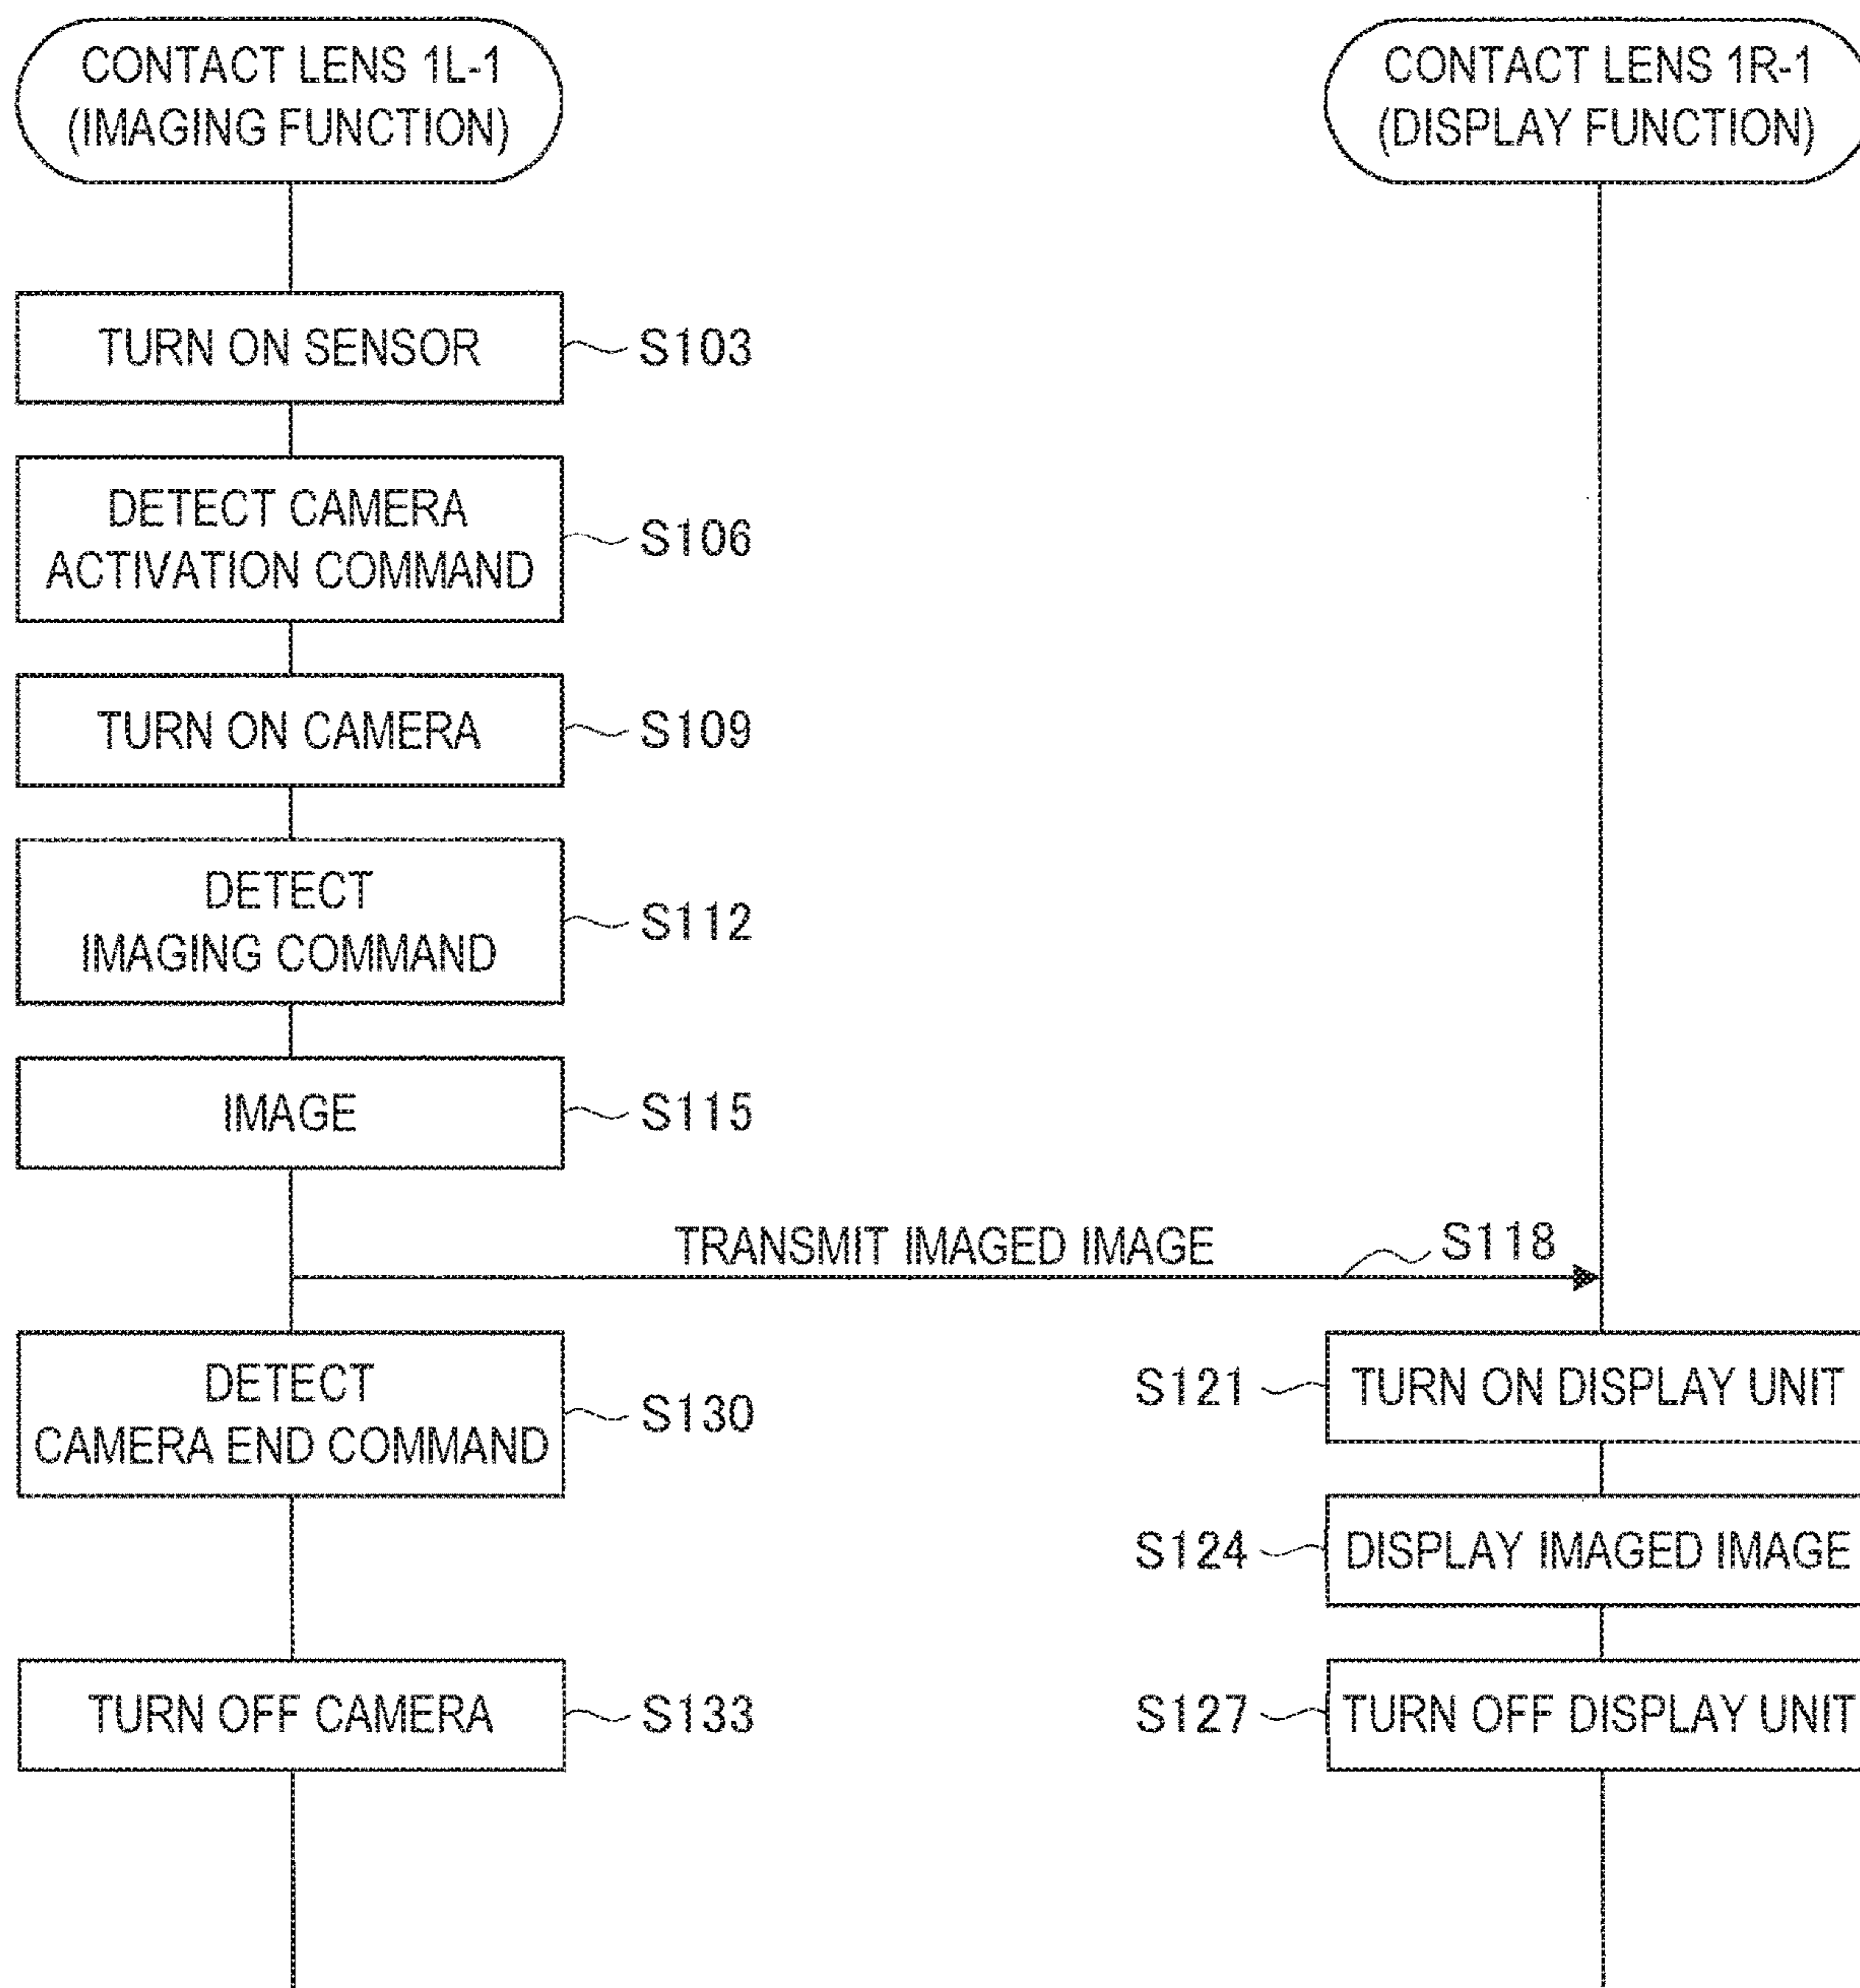 CONTACT LENS 1L-1
(IMAGING FUNCTION)
CONTACT LENS 1R-1
(DISPLAY FUNCTION)
TURN ON SENSOR
S103
DETECT CAMERA
ACTIVATION COMMAND
S106
TURN ON CAMERA
S109
DETECT
IMAGING COMMAND
S112
IMAGE
S115
TRANSMIT IMAGED IMAGE
S118
DETECT
CAMERA END COMMAND
S130
S121
TURN ON DISPLAY UNIT
S124
DISPLAY IMAGED IMAGE
TURN OFF CAMERA
S133
S127
TURN OFF DISPLAY UNIT